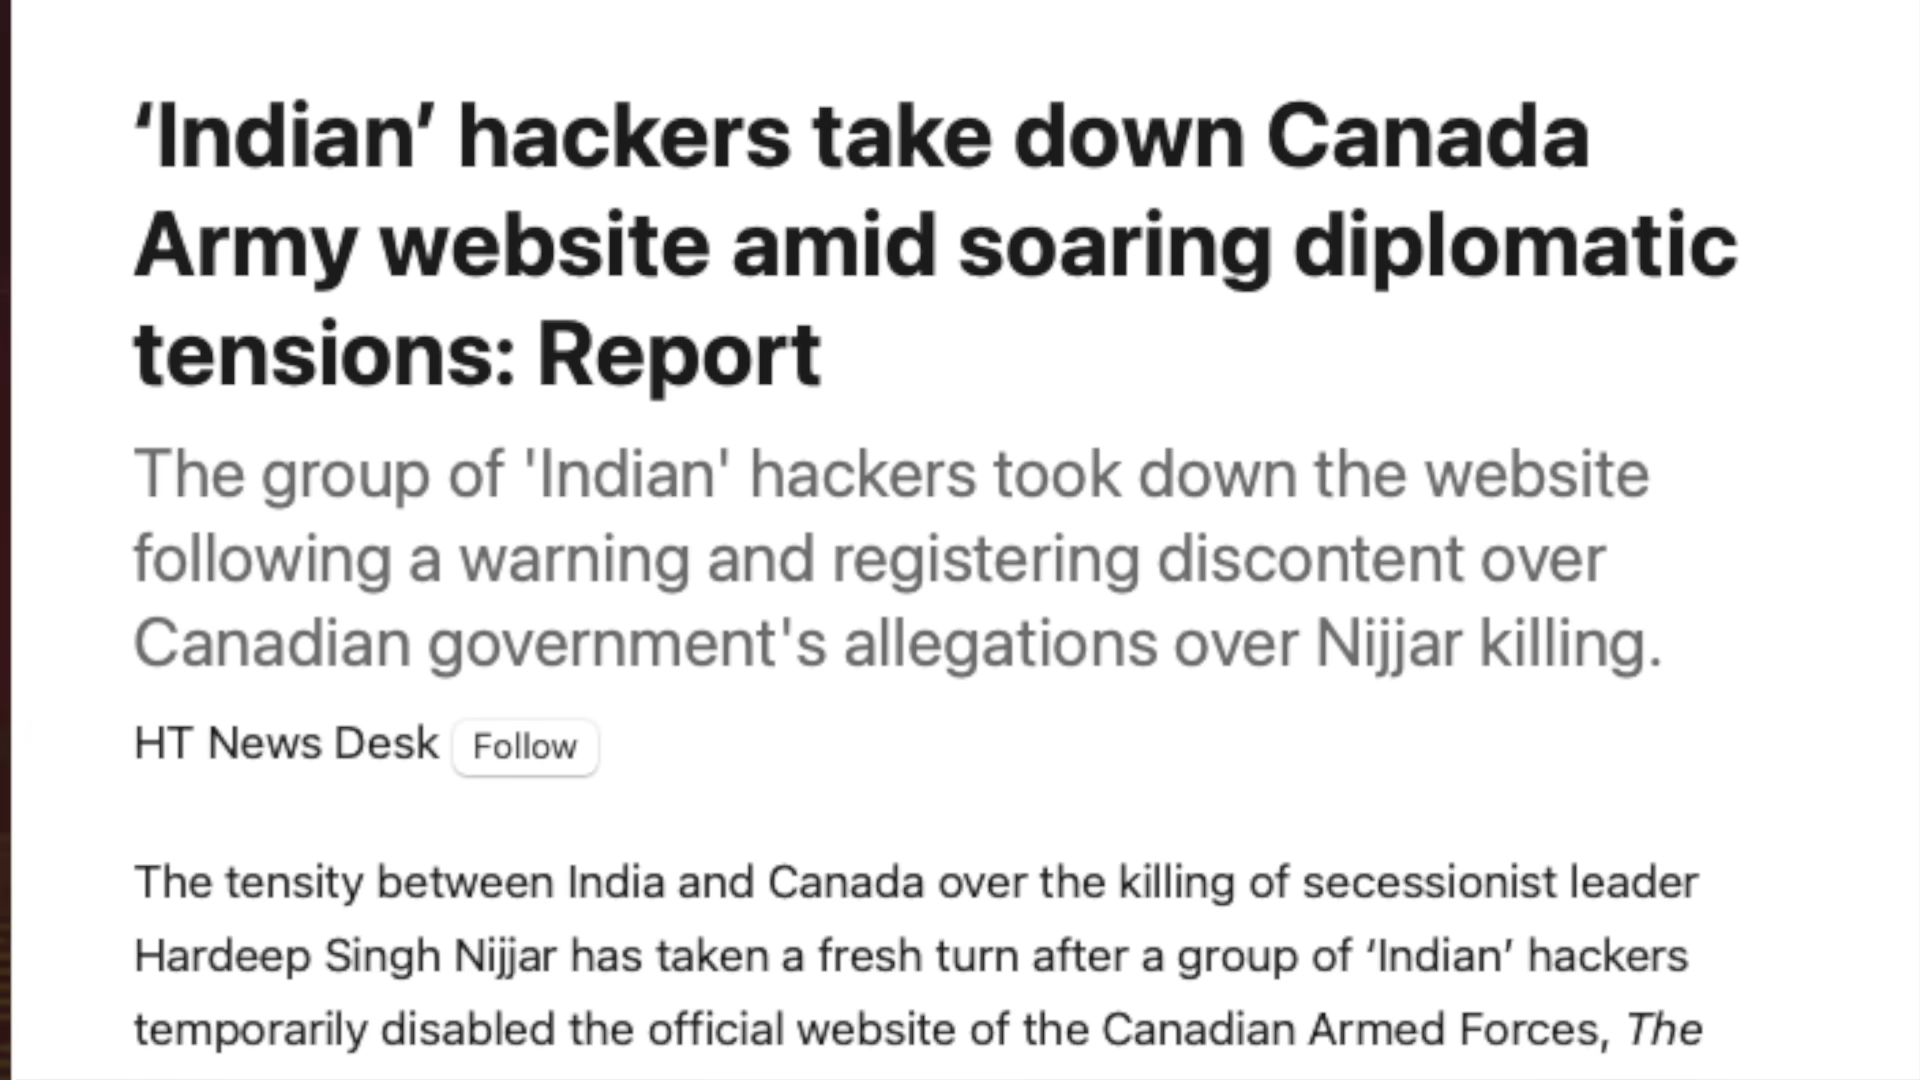 ‘Indian’ hackers take down Canada
Army website amid soaring diplomatic
tensions: Report
The group of 'Indian' hackers took down the website
following a warning and registering discontent over
Canadian government's allegations over Nijjar killing.
HT News Desk Follow
The tensity between India and Canada over the killing of secessionist leader
Hardeep Singh Nijjar has taken a fresh turn after a group of ‘Indian’ hackers
temporarily disabled the official website of the Canadian Armed Forces, The